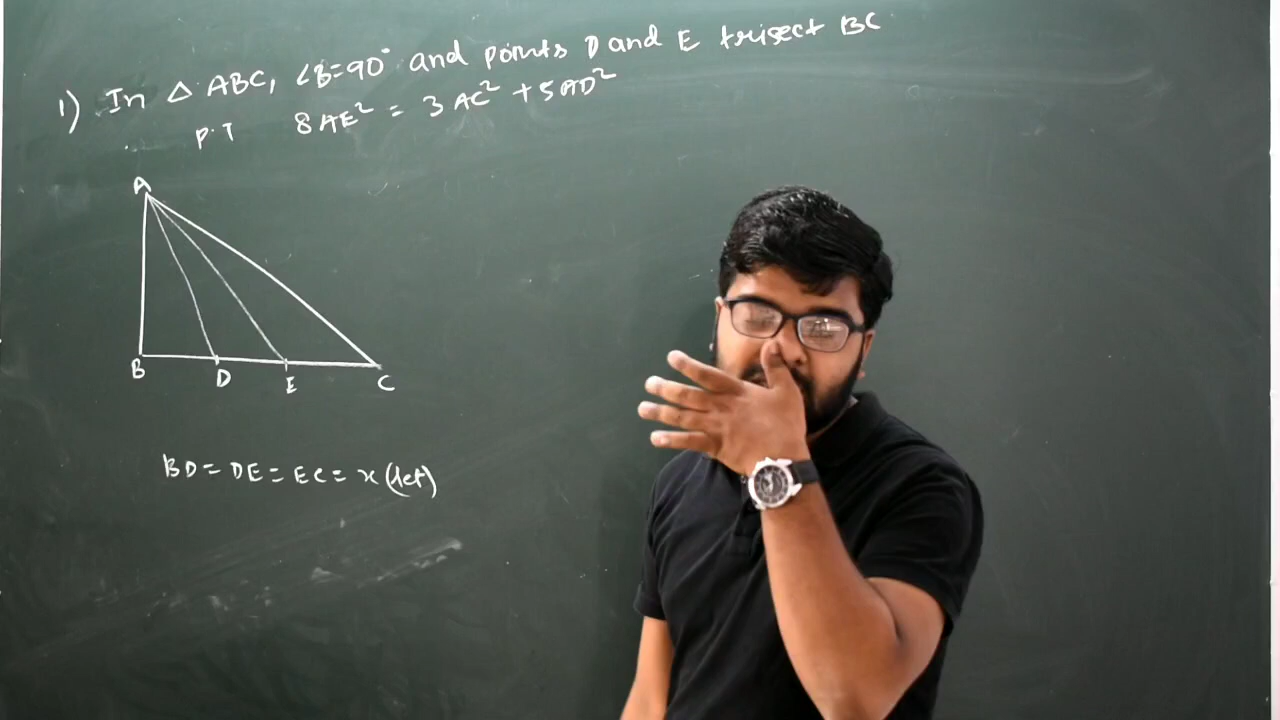 1) In △ ABC, ∠B=90° and points D and E trisect BC
P.T 8AE² = 3AC² + 5AD²
A
B D E C
BD = DE = EC = x (let)